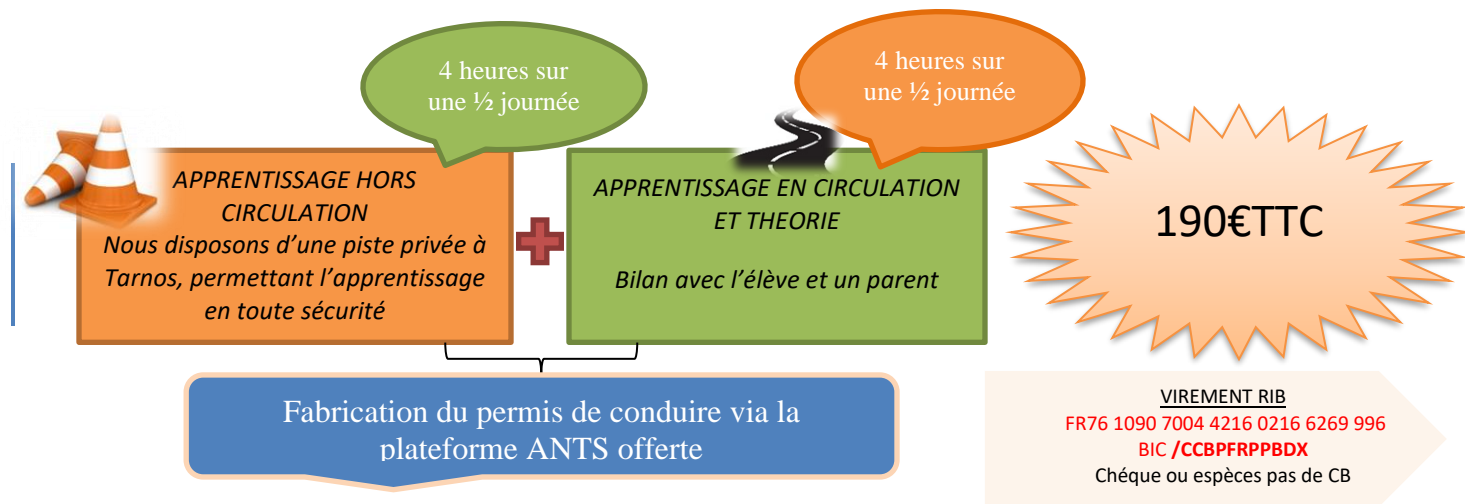 4 heures sur
une ½ journée
APPRENTISSAGE HORS
CIRCULATION
Nous disposons d’une piste privée à
Tarnos, permettant l’apprentissage
en toute sécurité
4 heures sur
une ½ journée
APPRENTISSAGE EN CIRCULATION
ET THEORIE
Bilan avec l’élève et un parent
190€TTC
Fabrication du permis de conduire via la
plateforme ANTS offerte
VIREMENT RIB
FR76 1090 7004 4216 0216 6269 996
BIC /CCBPFRPPBDX
Chéque ou espèces pas de CB